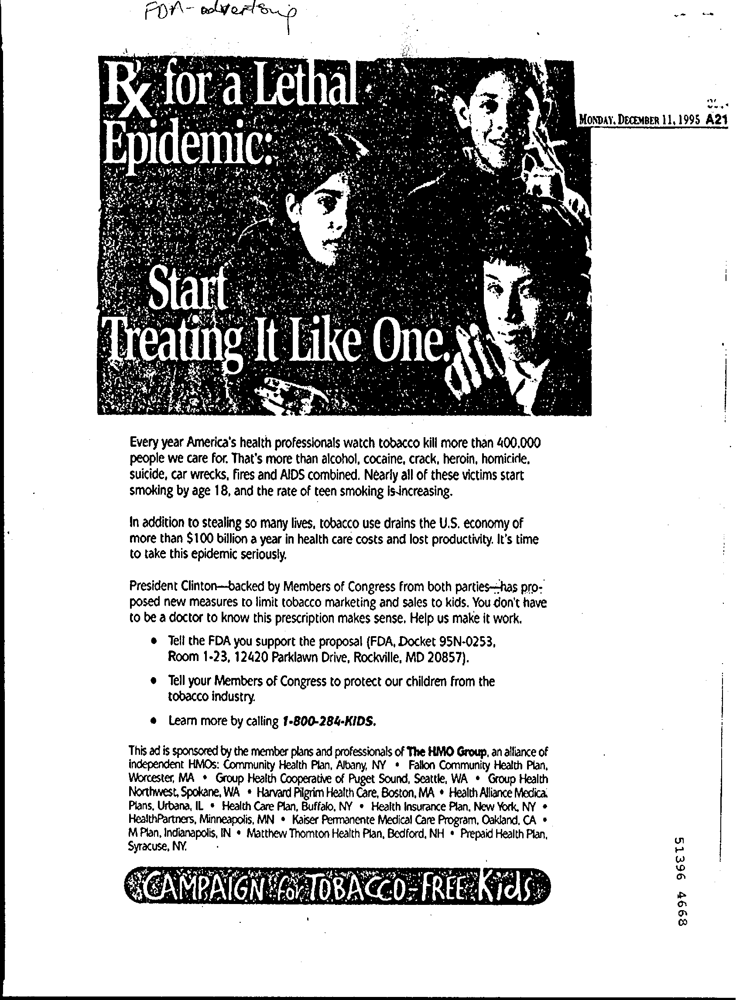 FDA - advertsing
MONDAY, DECEMBER 11, 1995 A21
Rx for a Lethal
Epidemic:
Start
Treating It Like One.
Every year America's health professionals watch tobacco kill more than 400,000
people we care for. That's more than alcohol, cocaine, crack, heroin, homicide,
suicide, car wrecks, fires and AIDS combined. Nearly all of these victims start
smoking by age 18, and the rate of teen smoking is increasing.
In addition to stealing so many lives, tobacco use drains the U.S. economy of
more than $100 billion a year in health care costs and lost productivity. It's time
to take this epidemic seriously.
President Clinton—backed by Members of Congress from both parties—has pro-
posed new measures to limit tobacco marketing and sales to kids. You don't have
to be a doctor to know this prescription makes sense. Help us make it work.
• Tell the FDA you support the proposal (FDA, Docket 95N-0253,
Room 1-23, 12420 Parklawn Drive, Rockville, MD 20857).
• Tell your Members of Congress to protect our children from the
tobacco industry.
• Learn more by calling 1-800-284-KIDS.
This ad is sponsored by the member plans and professionals of The HMO Group, an alliance of
independent HMOs: Community Health Plan, Albany, NY • Fallon Community Health Plan,
Worcester, MA • Group Health Cooperative of Puget Sound, Seattle, WA • Group Health
Northwest, Spokane, WA • Harvard Pilgrim Health Care, Boston, MA • Health Alliance Medical
Plans, Urbana, IL • Health Care Plan, Buffalo, NY • Health Insurance Plan, New York, NY •
HealthPartners, Minneapolis, MN • Kaiser Permanente Medical Care Program, Oakland, CA •
M Plan, Indianapolis, IN • Matthew Thornton Health Plan, Bedford, NH • Prepaid Health Plan,
Syracuse, NY.
CAMPAIGN for TOBACCO-FREE Kids
51396 4668